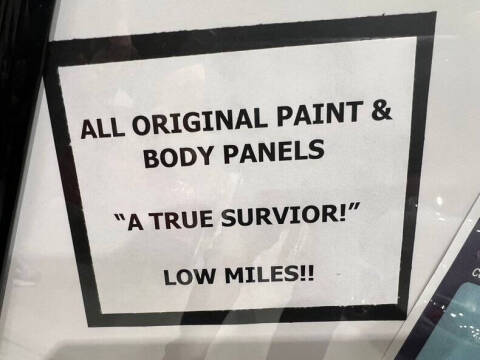 ALL ORIGINAL PAINT &
BODY PANELS
“A TRUE SURVIOR!”
LOW MILES!!